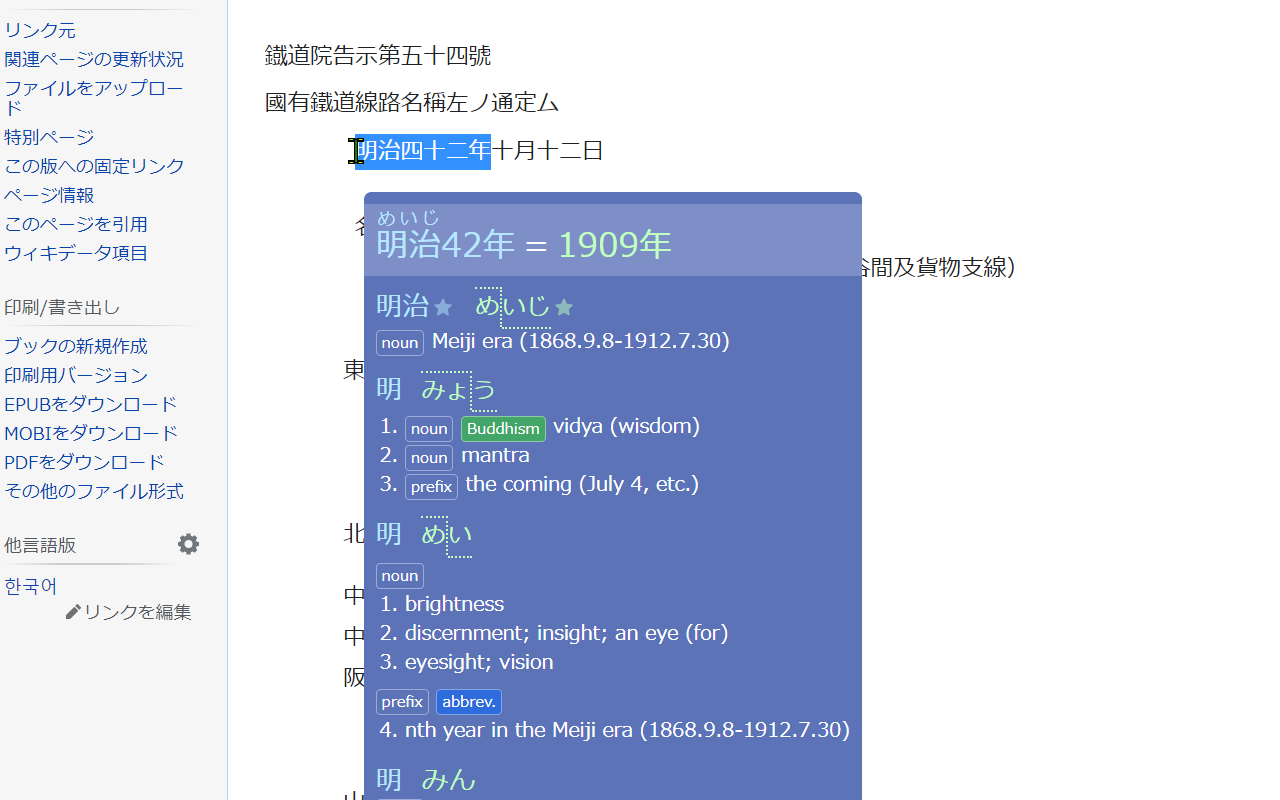 リンク元
関連ページの更新状況
ファイルをアップロー
ド
特別ページ
この版への固定リンク
ページ情報
このページを引用
ウィキデータ項目
印刷/書き出し
ブックの新規作成
印刷用バージョン
EPUBをダウンロード
MOBIをダウンロード
PDFをダウンロード
その他のファイル形式
他言語版
한국어
リンクを編集
鐵道院告示第五十四號
國有鐵道線路名稱左ノ通定ム
明治四十二年十月十二日
谷間及貨物支線）
東
北
中
中
阪
めいじ
明治42年 = 1909年
明治★ めいじ★
noun Meiji era (1868.9.8-1912.7.30)
明 みょう
1. noun Buddhism vidya (wisdom)
2. noun mantra
3. prefix the coming (July 4, etc.)
明 めい
noun
1. brightness
2. discernment; insight; an eye (for)
3. eyesight; vision
prefix abbrev.
4. nth year in the Meiji era (1868.9.8-1912.7.30)
明 みん